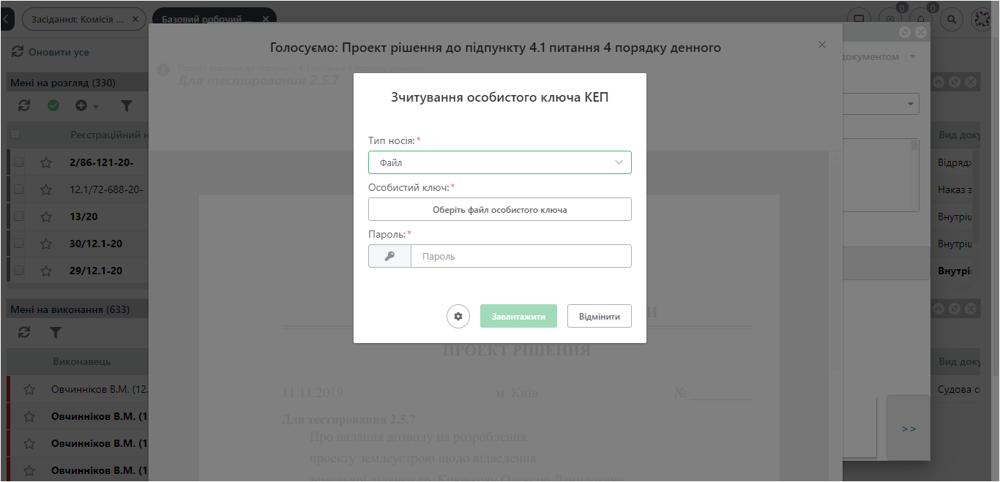 Засідання: Комісія ...
Базовий робочий ...
0
0
Оновити усе
Голосуємо: Проект рішення до підпункту 4.1 питання 4 порядку денного
документом
Мені на розгляд (330)
Проект рішення до підпункту 4.1 питання 4 порядку денного
Для тестирования 2.5.7
Зчитування особистого ключа КЕП
Реєстраційний н
Вид доку
Тип носія:*
2/86-121-20-
Файл
Відрядж
12.1/72-688-20-
Особистий ключ:*
Наказ з
13/20
Оберіть файл особистого ключа
Внутріш
30/12.1-20
Пароль:*
Внутріш
29/12.1-20
Пароль
Внутрі
Мені на виконання (633)
Завантажити
Відмінити
ПРОЕКТ РІШЕННЯ
Виконавець
Вид доку
Овчинніков В.М. (12.
11.11.2019
м. Київ
№
Судова с
Овчинніков В.М. (1
Для тестирования 2.5.7
Про надання дозволу на розроблення
>>
Овчинніков В.М. (1
проекту землеустрою щодо відведення
Овчинніков В.М. (1
земельної ділянки гр. Крючкову Олексію Давидовичу